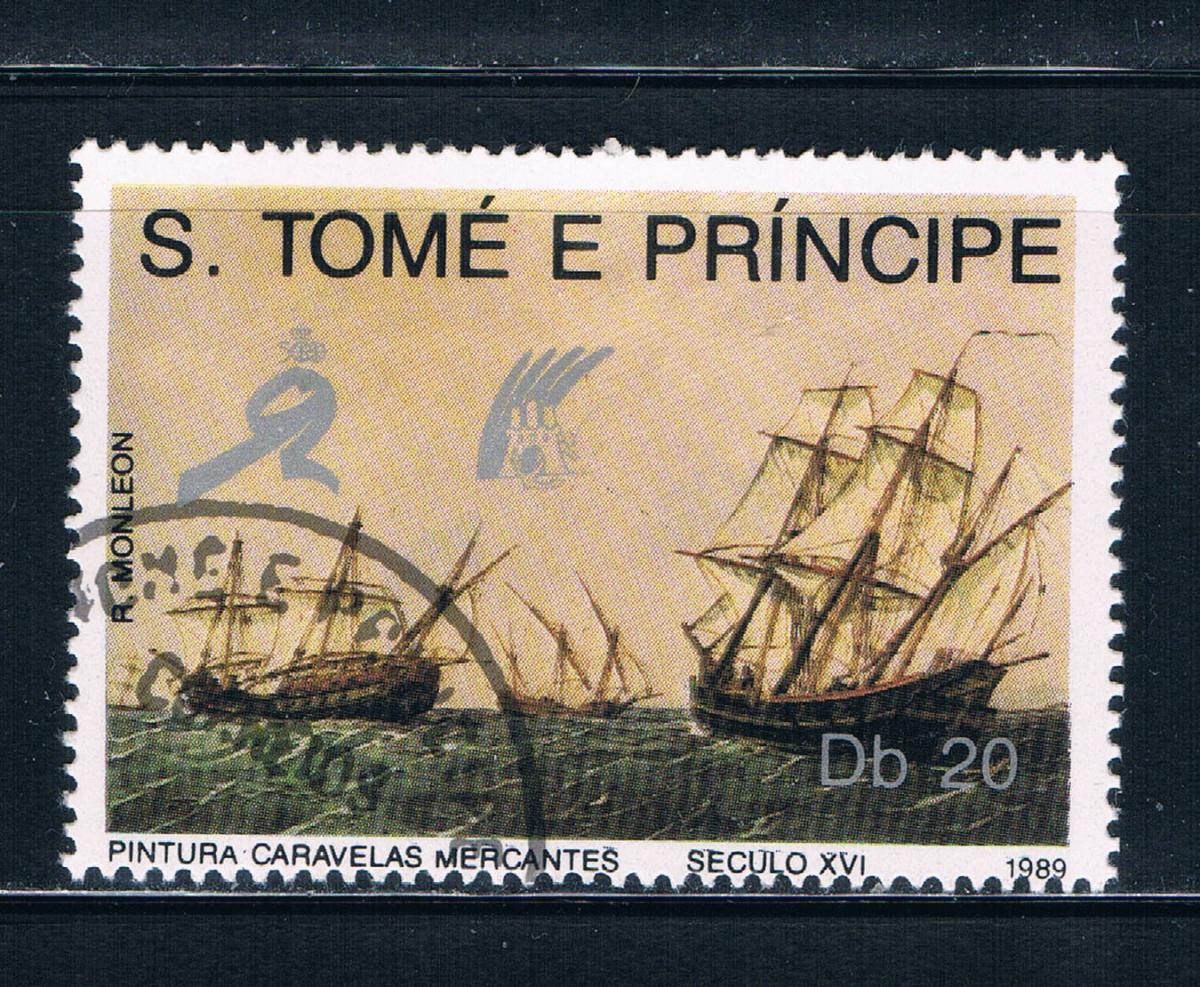 S. TOMÉ E PRÍNCIPE
R. MONLEON
Db 20
PINTURA CARAVELAS MERCANTES SECULO XVI 1989